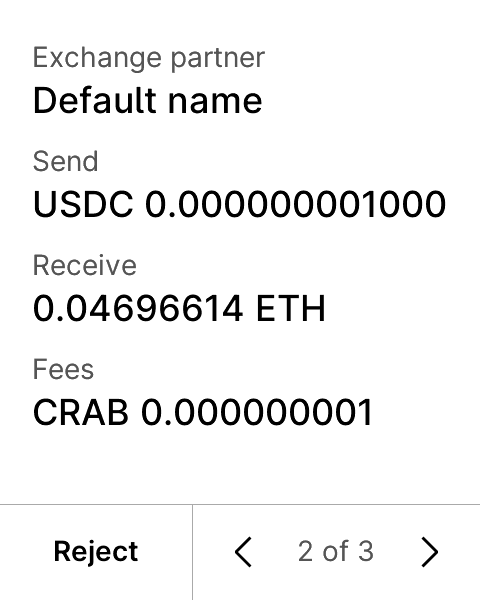 Exchange partner
Default name
Send
USDC 0.000000001000
Receive
0.04696614 ETH
Fees
CRAB 0.000000001
Reject
2 of 3